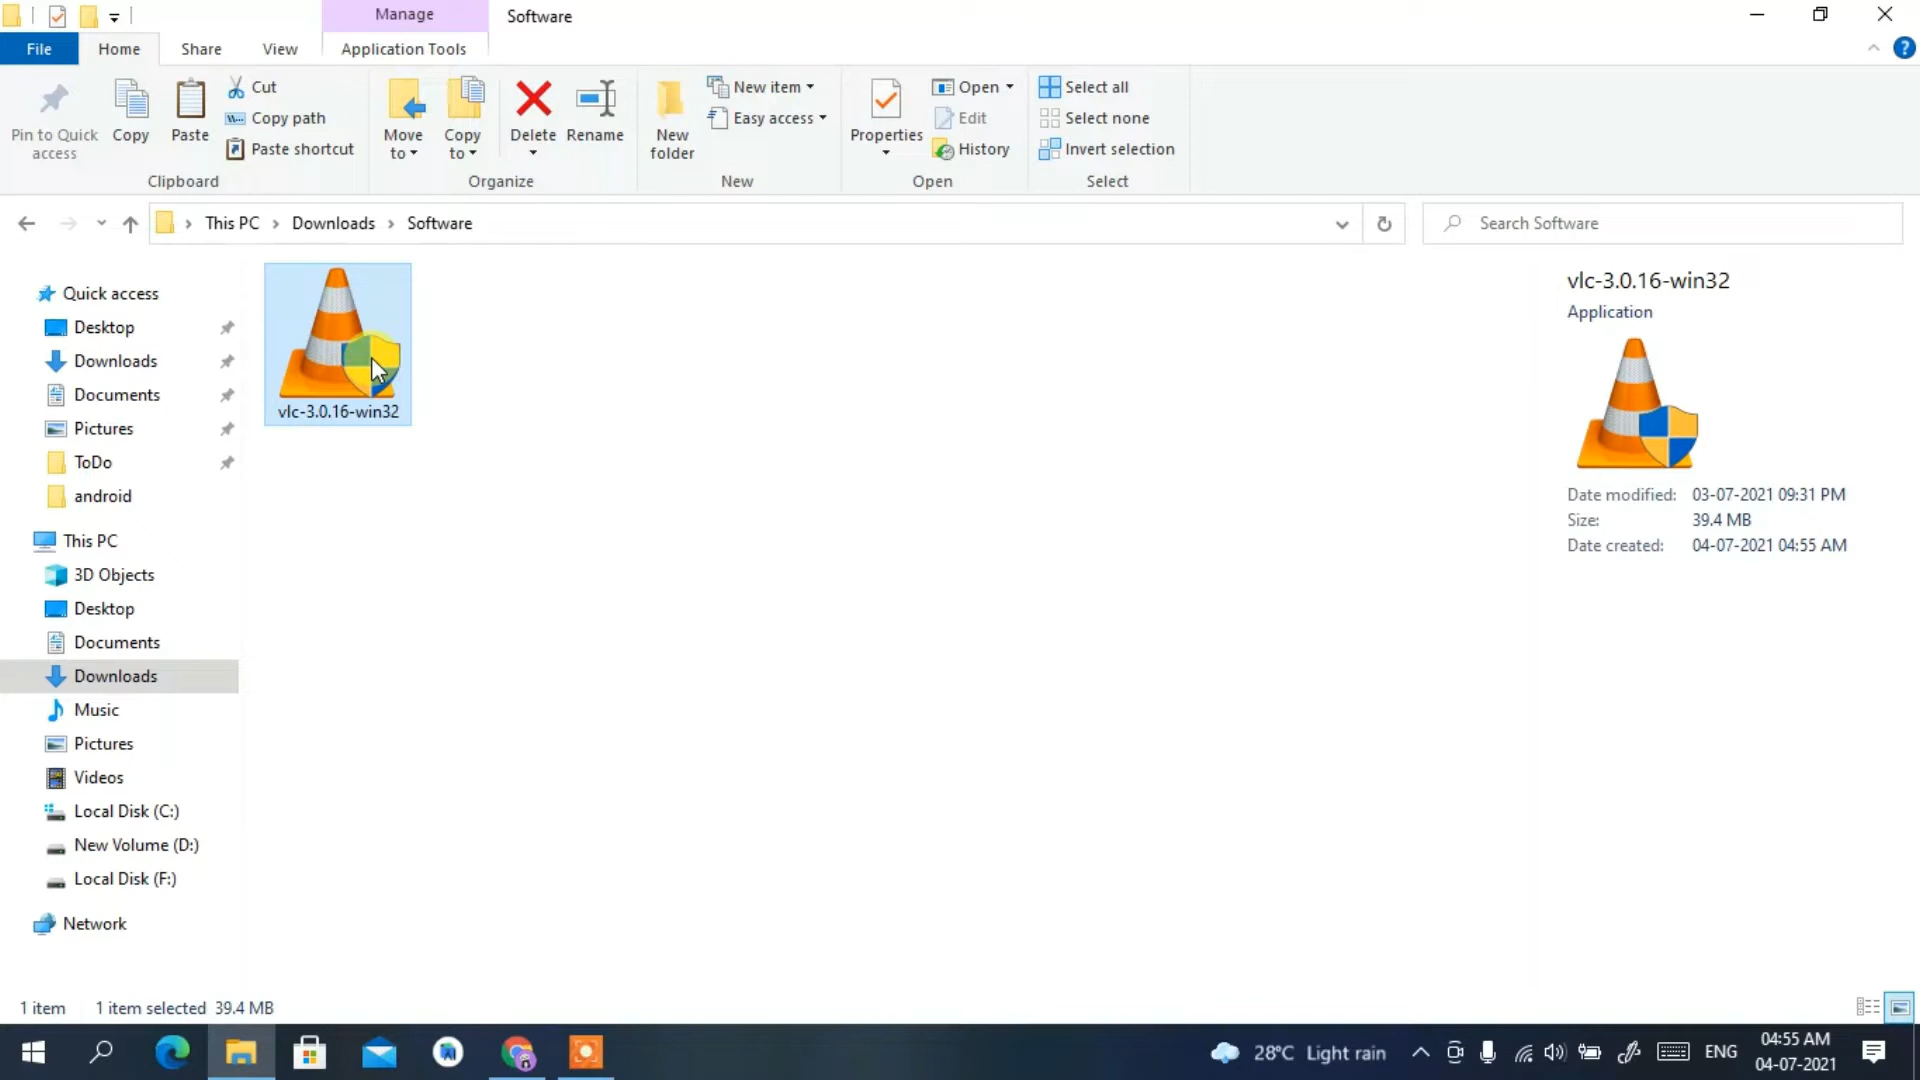 Manage
Software
File
Home
Share
View
Application Tools
Pin to Quick
access
Copy
Paste
Cut
Copy path
Paste shortcut
Clipboard
Move
to
Copy
to
Delete
Rename
Organize
New
folder
New item
Easy access
New
Properties
Open
Edit
History
Open
Select all
Select none
Invert selection
Select
This PC
Downloads
Software
Search Software
Quick access
Desktop
Downloads
Documents
Pictures
ToDo
android
This PC
3D Objects
Desktop
Documents
Downloads
Music
Pictures
Videos
Local Disk (C:)
New Volume (D:)
Local Disk (F:)
Network
vlc-3.0.16-win32
vlc-3.0.16-win32
Application
Date modified: 03-07-2021 09:31 PM
Size: 39.4 MB
Date created: 04-07-2021 04:55 AM
1 item
1 item selected 39.4 MB
28°C Light rain
ENG
04:55 AM
04-07-2021